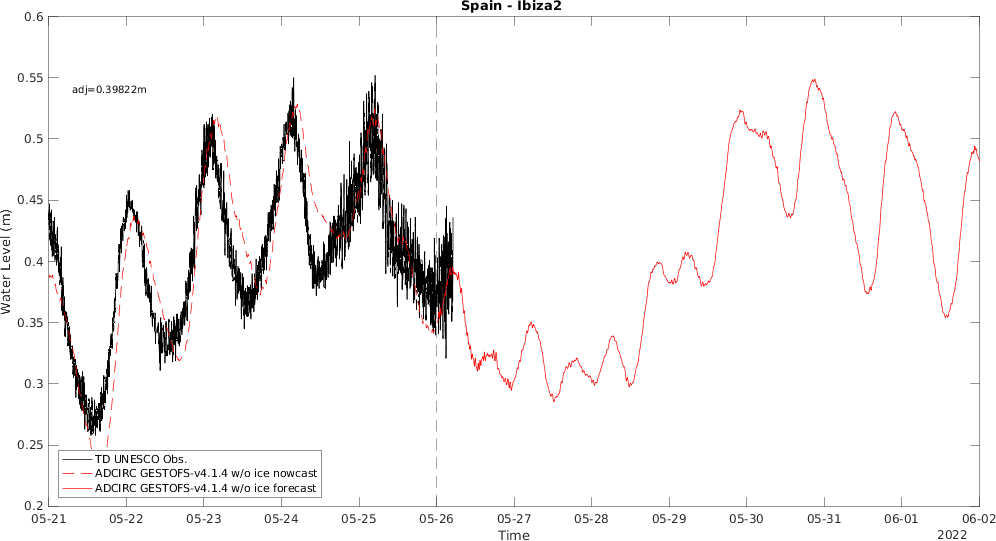 Spain - Ibiza2
0.6
0.55
0.5
0.45
0.4
0.35
0.3
0.25
0.2
Water Level (m)
adj=0.39822m
TD UNESCO Obs.
ADCIRC GESTOFS-v4.1.4 w/o ice nowcast
ADCIRC GESTOFS-v4.1.4 w/o ice forecast
05-21 05-22 05-23 05-24 05-25 05-26 05-27 05-28 05-29 05-30 05-31 06-01 06-02
Time
2022